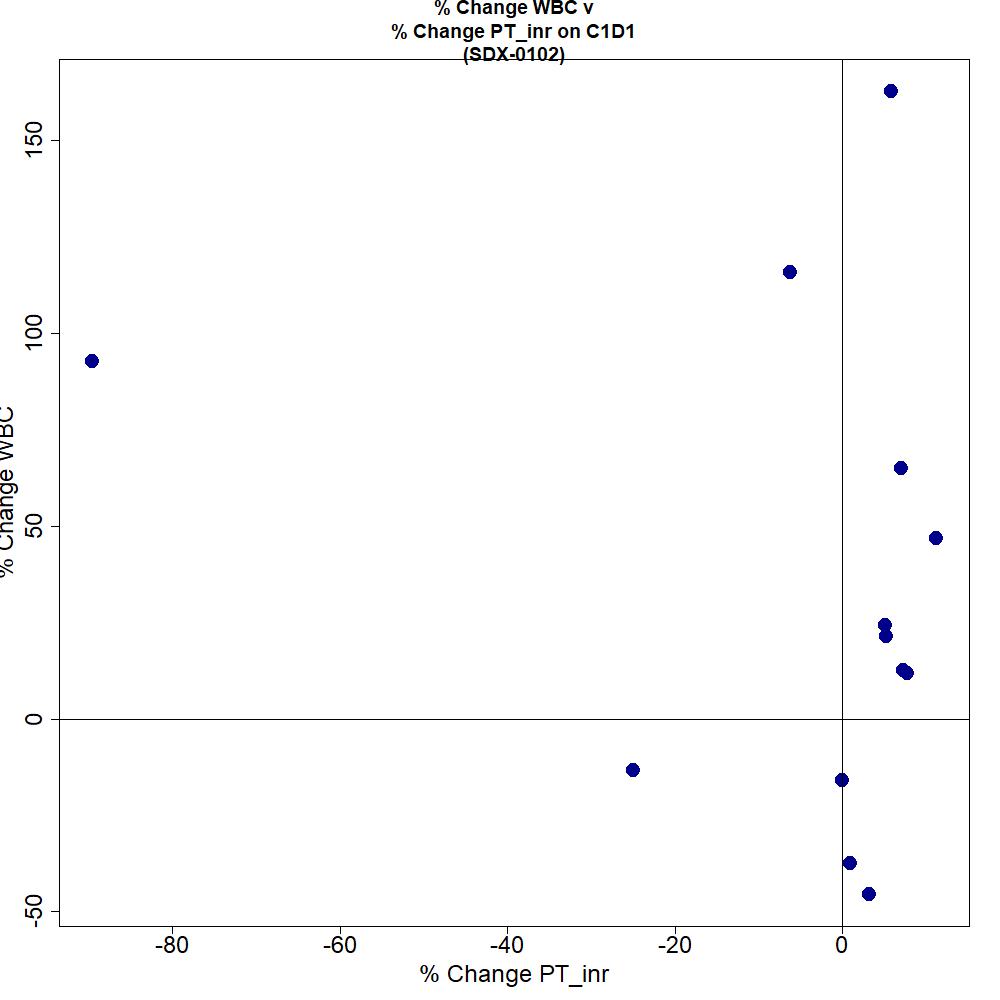 % Change WBC v
% Change PT_inr on C1D1
(SDX-0102)
150
100
50
0
-50
% Change WBC
-80 -60 -40 -20 0
% Change PT_inr